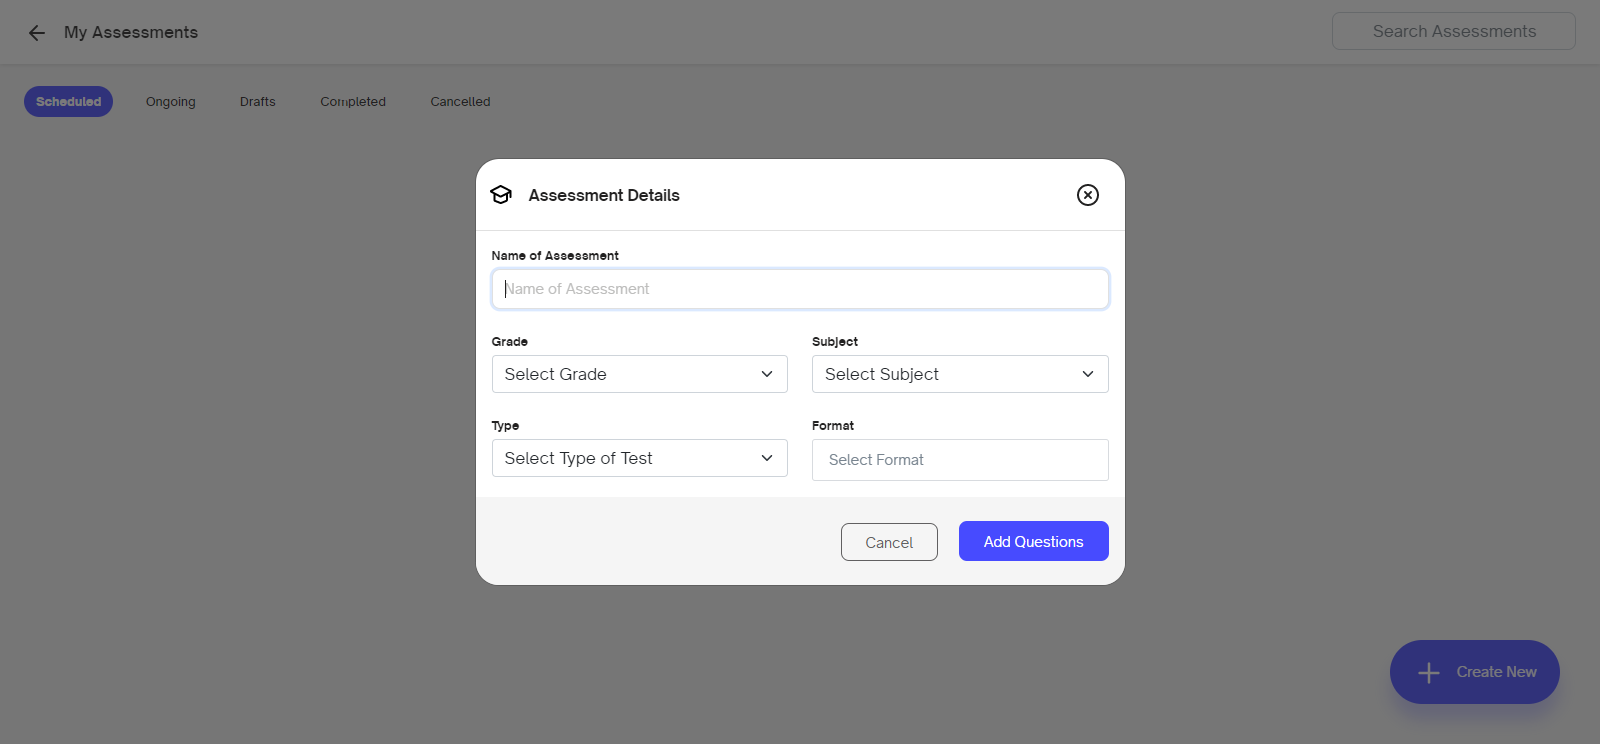 My Assessments
Search Assessments
Scheduled Ongoing Drafts Completed Cancelled
Assessment Details
Name of Assessment
Name of Assessment
Grade Subject
Select Grade Select Subject
Type Format
Select Type of Test Select Format
Cancel Add Questions
Create New